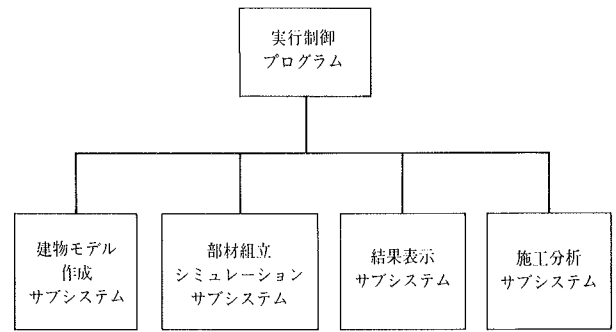 実行制御
プログラム
建物モデル
作成
サブシステム
部材組立
シミュレーション
サブシステム
結果表示
サブシステム
施工分析
サブシステム